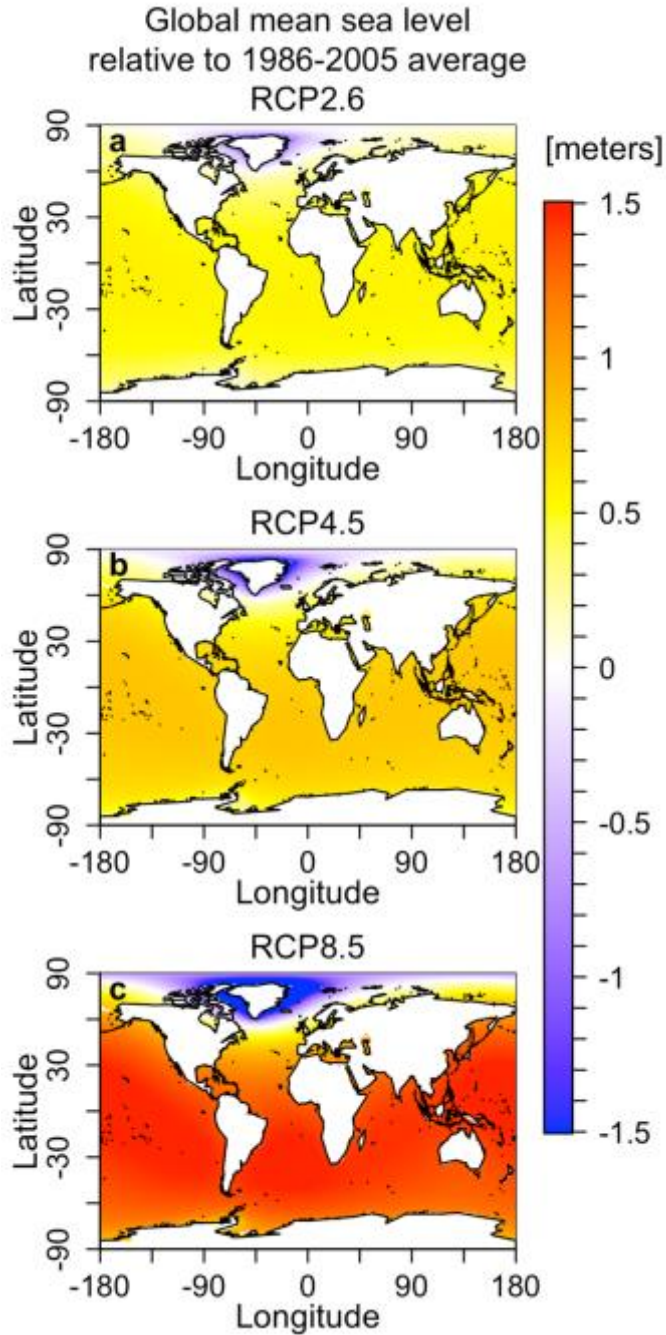 Global mean sea level
relative to 1986-2005 average
RCP2.6
a
90
30
-30
-90
Latitude
-180 -90 0 90 180
Longitude
[meters]
1.5
1
0.5
0
-0.5
-1
-1.5
RCP4.5
b
90
30
-30
-90
Latitude
-180 -90 0 90 180
Longitude
RCP8.5
c
90
30
-30
-90
Latitude
-180 -90 0 90 180
Longitude